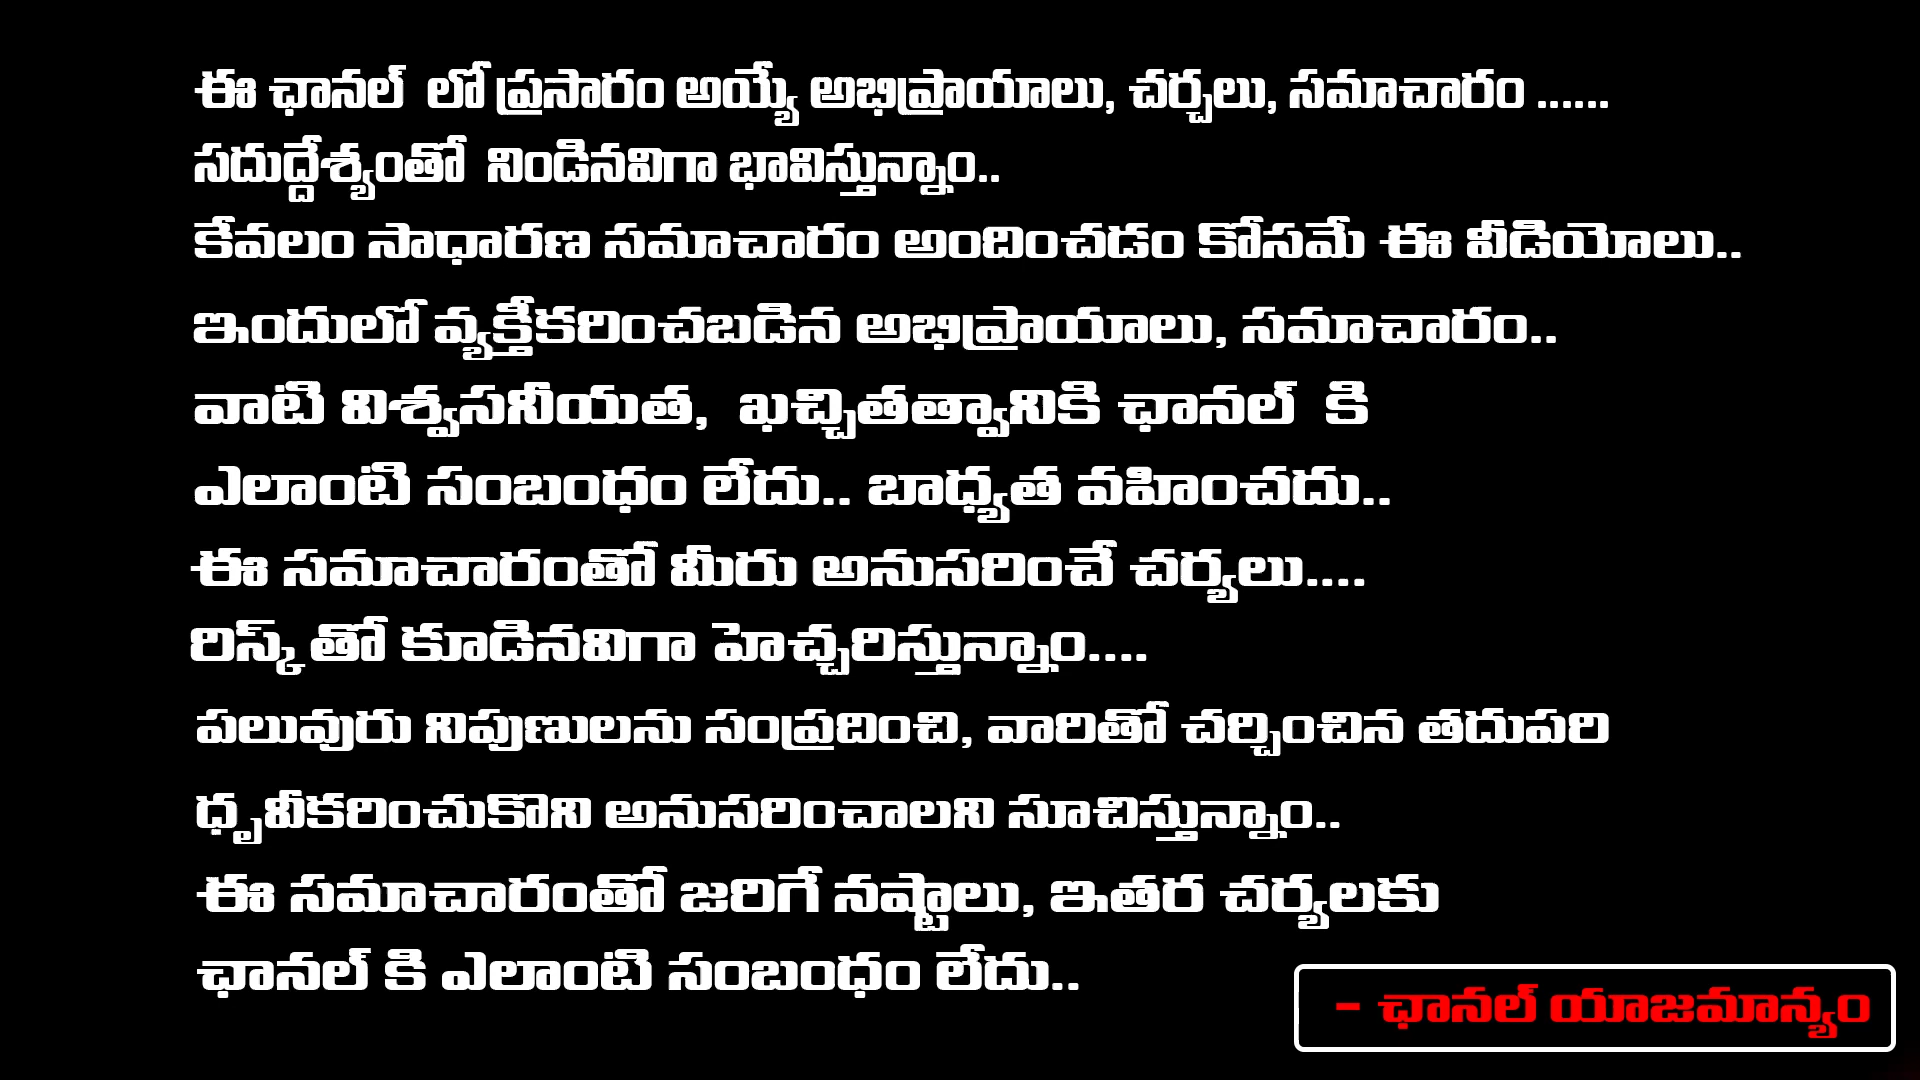 ఈ ఛానల్ లో ప్రసారం అయ్యే అభిప్రాయాలు, చర్చలు, సమాచారం ......
సదుద్దేశ్యంతో నిండినవిగా భావిస్తున్నాం..
కేవలం సాధారణ సమాచారం అందించడం కోసమే ఈ వీడియోలు..
ఇందులో వ్యక్తీకరించబడిన అభిప్రాయాలు, సమాచారం..
వాటి విశ్వసనీయత, ఖచ్చితత్వానికి ఛానల్ కి
ఎలాంటి సంబంధం లేదు.. బాధ్యత వహించదు..
ఈ సమాచారంతో మీరు అనుసరించే చర్యలు....
రిస్క్ తో కూడినవిగా హెచ్చరిస్తున్నాం....
పలువురు నిపుణులను సంప్రదించి, వారితో చర్చించిన తదుపరి
ధృవీకరించుకొని అనుసరించాలని సూచిస్తున్నాం..
ఈ సమాచారంతో జరిగే నష్టాలు, ఇతర చర్యలకు
ఛానల్ కి ఎలాంటి సంబంధం లేదు..
- ఛానల్ యాజమాన్యం